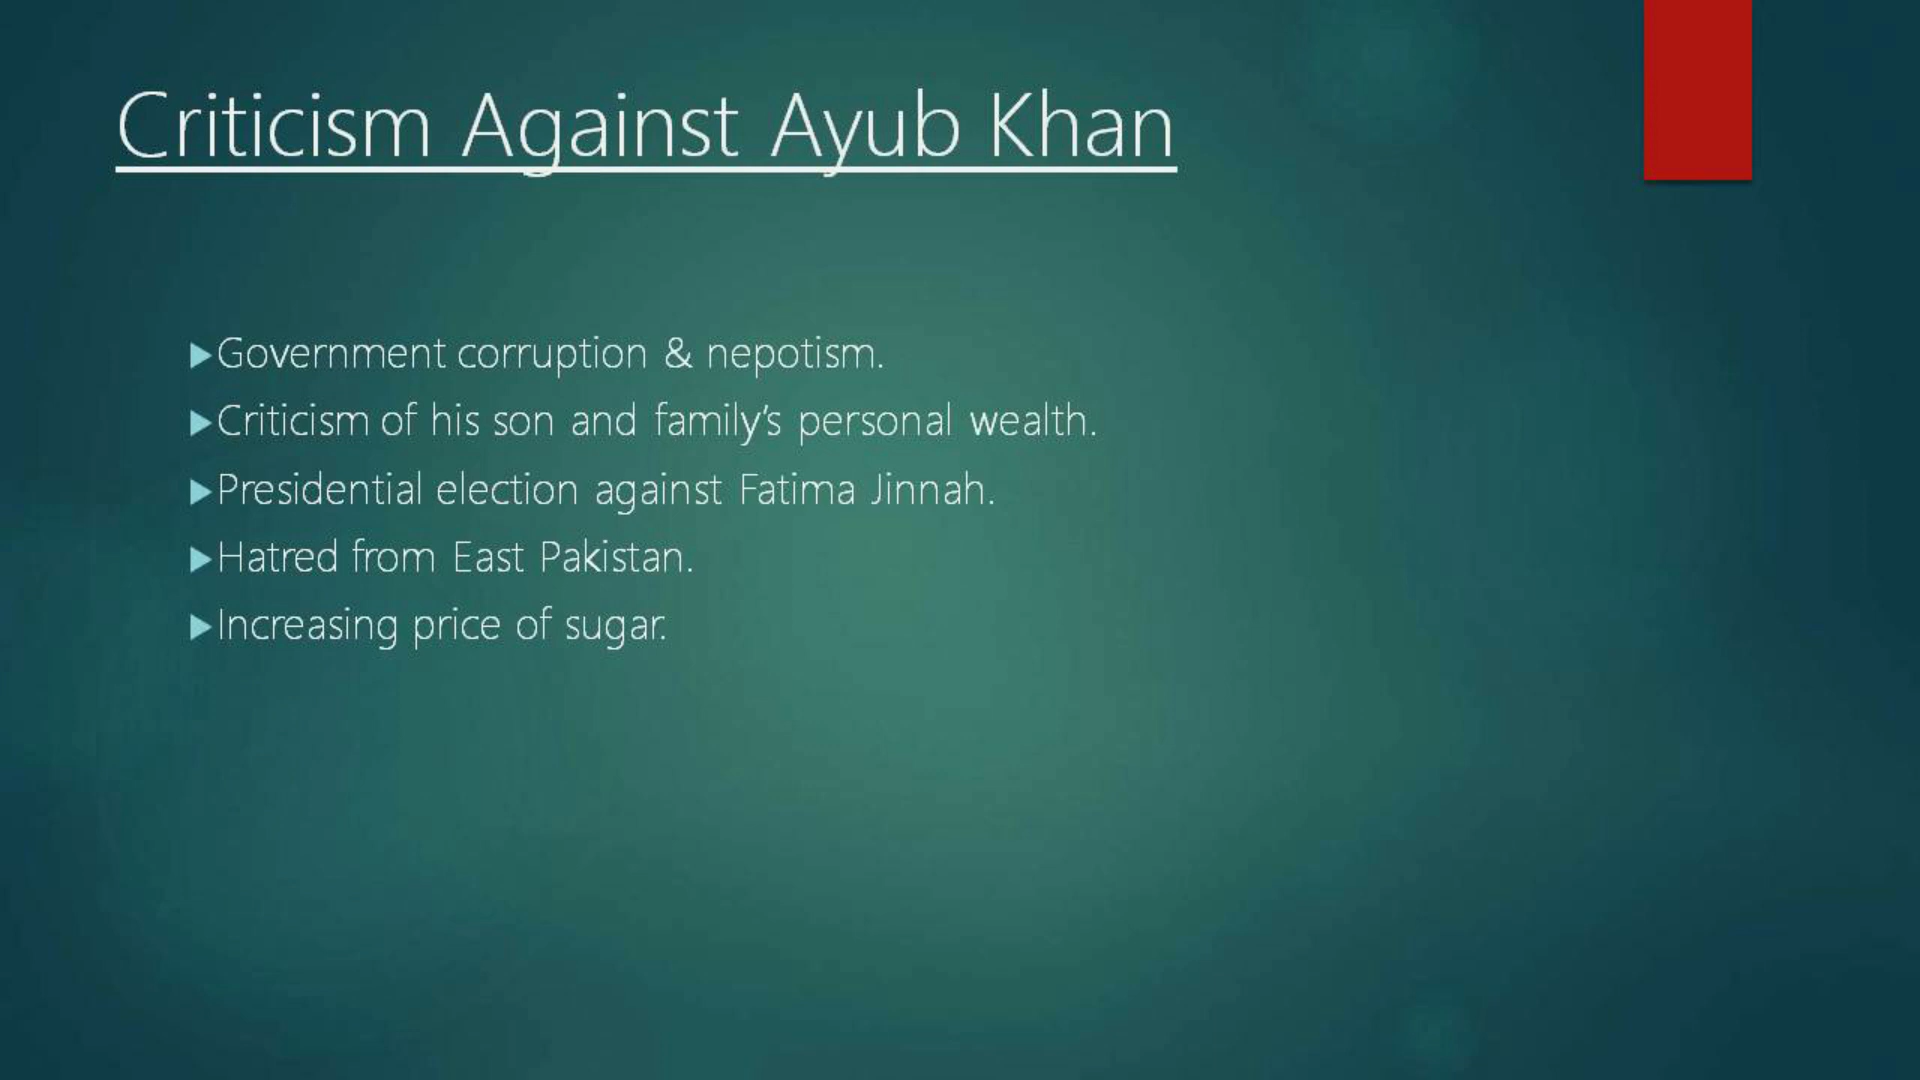 Criticism Against Ayub Khan
▶Government corruption & nepotism.
▶Criticism of his son and family’s personal wealth.
▶Presidential election against Fatima Jinnah.
▶Hatred from East Pakistan.
▶Increasing price of sugar.